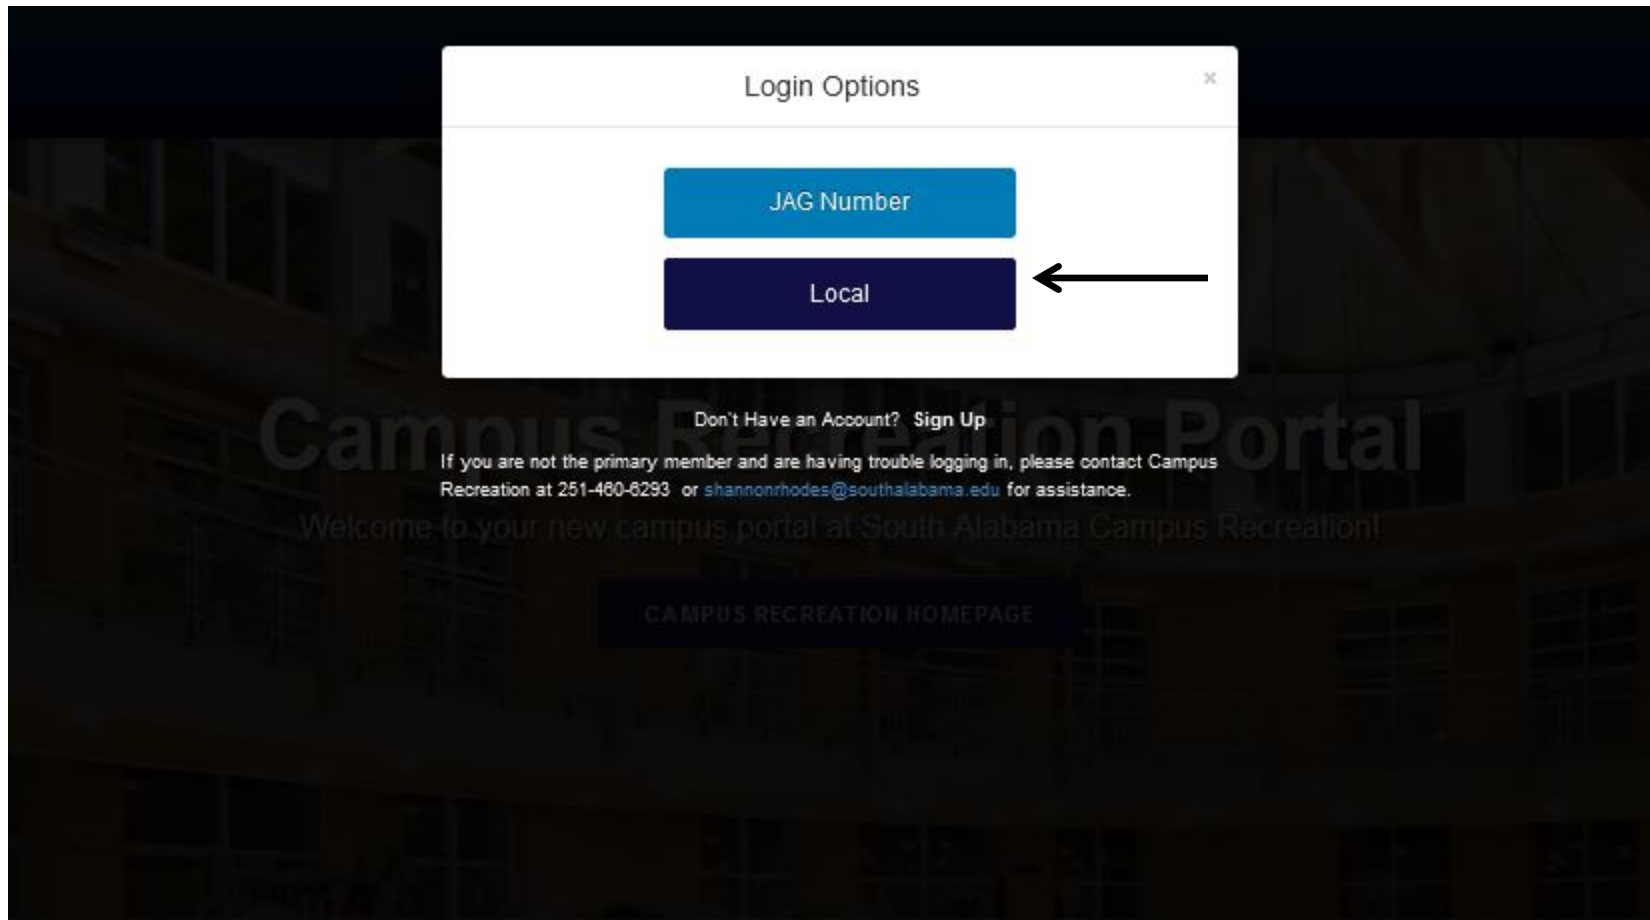 Login Options
×
JAG Number
Local
Don't Have an Account? Sign Up
Campus Recreation Portal
If you are not the primary member and are having trouble logging in, please contact Campus
Recreation at 251-460-6293 or shannonrhodes@southalabama.edu for assistance.
Welcome to your new campus portal at South Alabama Campus Recreation!
CAMPUS RECREATION HOMEPAGE